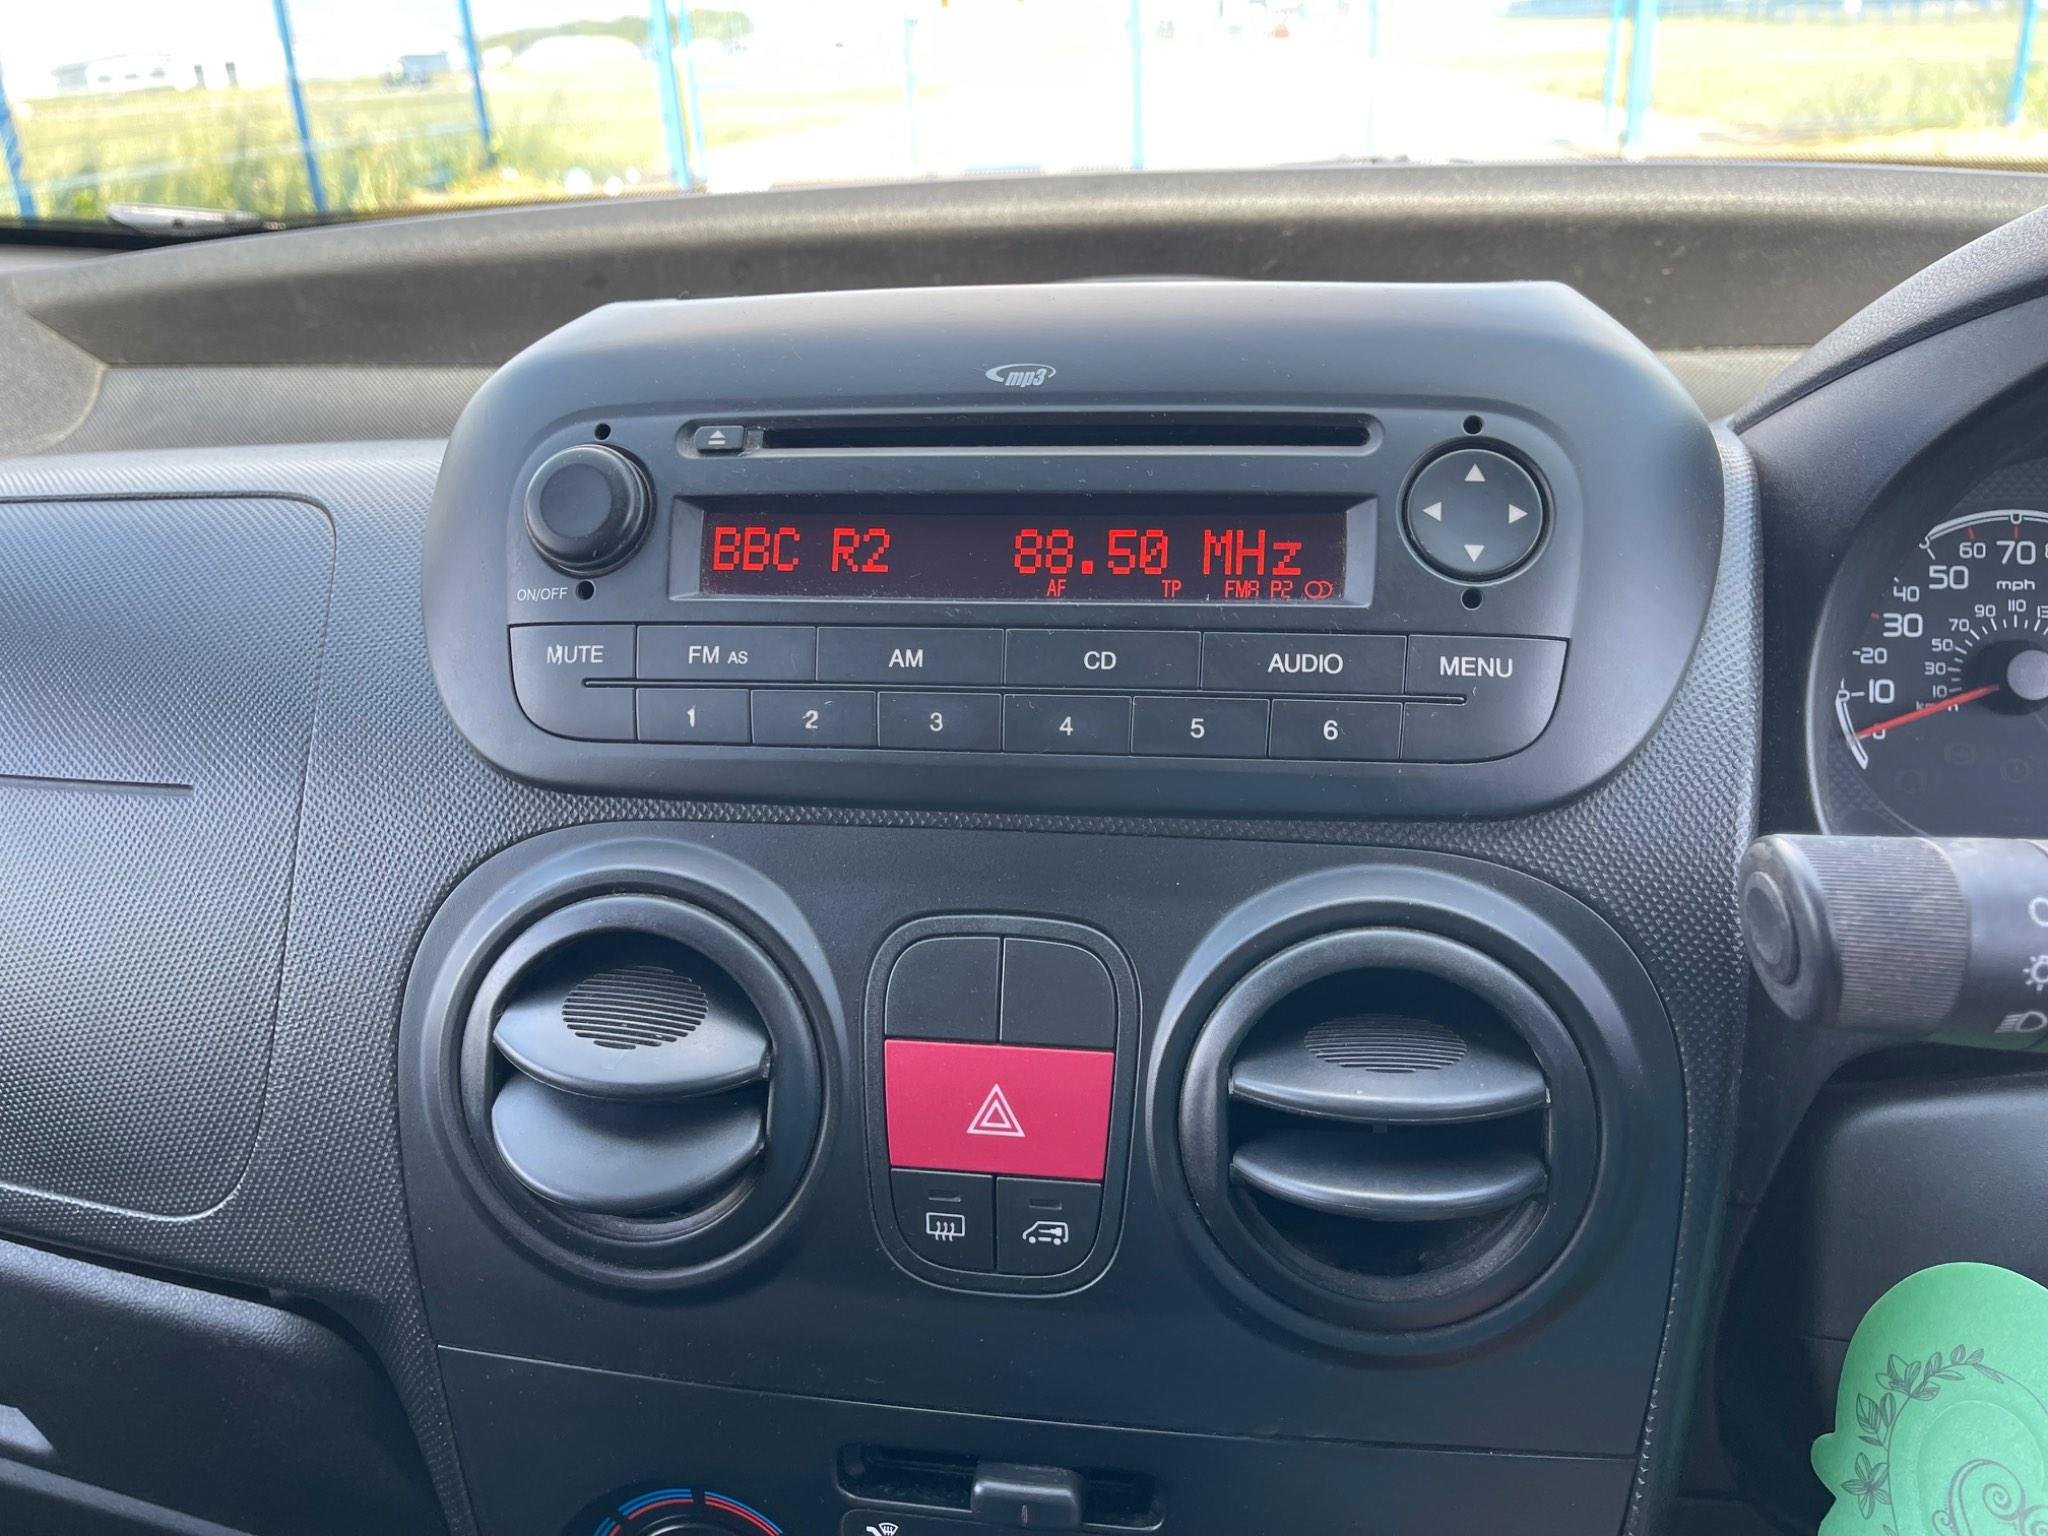 mp3
BBC R2 88.50 MHz
AF TP FMA P2
ON/OFF
MUTE FM AS AM CD AUDIO MENU
1 2 3 4 5 6
60 70
40 50 mph
90 110
30 70
20 50
30
10 10
0